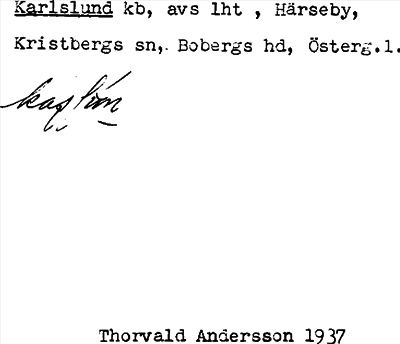 Karlslund kb, avs lht , Härseby,
Kristbergs sn,. Bobergs hd, Österg.l.
Thorvald Andersson 1937